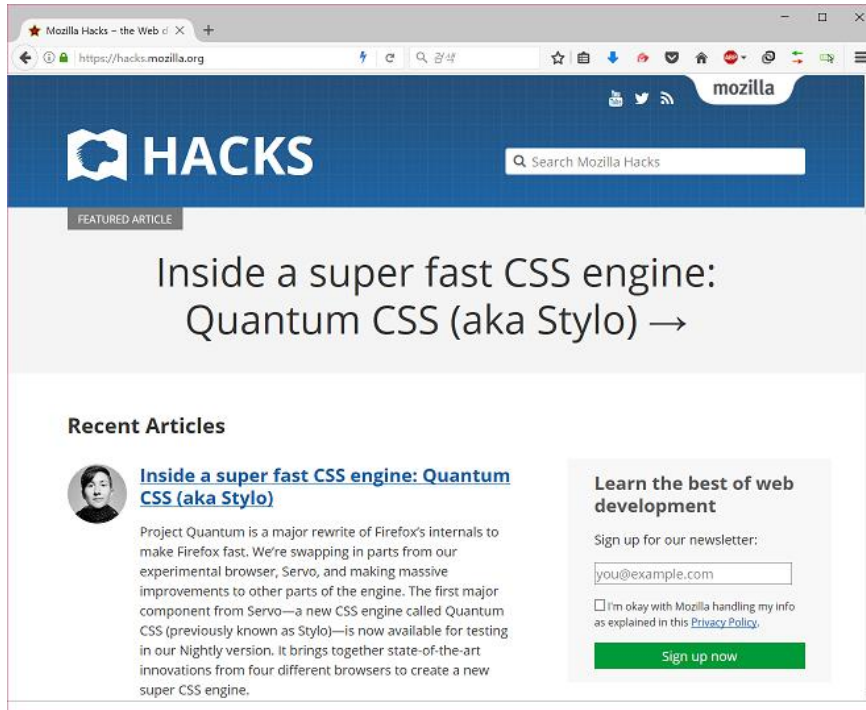 Mozilla Hacks – the Web d
https://hacks.mozilla.org
검색
mozilla
HACKS
Search Mozilla Hacks
FEATURED ARTICLE
Inside a super fast CSS engine:
Quantum CSS (aka Stylo) →
Recent Articles
Inside a super fast CSS engine: Quantum
CSS (aka Stylo)
Project Quantum is a major rewrite of Firefox’s internals to
make Firefox fast. We’re swapping in parts from our
experimental browser, Servo, and making massive
improvements to other parts of the engine. The first major
component from Servo—a new CSS engine called Quantum
CSS (previously known as Stylo)—is now available for testing
in our Nightly version. It brings together state-of-the-art
innovations from four different browsers to create a new
super CSS engine.
Learn the best of web
development
Sign up for our newsletter:
you@example.com
I'm okay with Mozilla handling my info
as explained in this Privacy Policy.
Sign up now